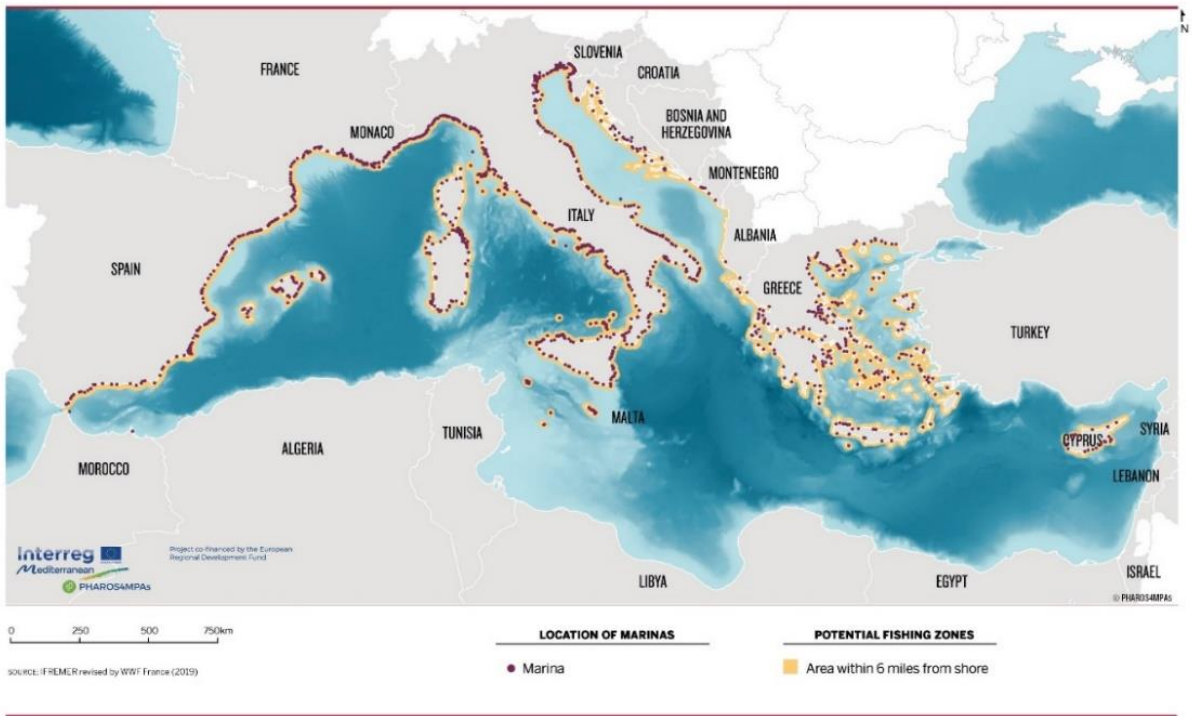 N
SLOVENIA
FRANCE
CROATIA
BOSNIA AND
HERZEGOVINA
MONACO
MONTENEGRO
ITALY
ALBANIA
SPAIN
GREECE
TURKEY
MALTA
TUNISIA
CYPRUS
SYRIA
ALGERIA
MOROCCO
LEBANON
Interreg
Mediterranean
PHAROS4MPAs
Project co-financed by the European
Regional Development Fund
LIBYA
EGYPT
ISRAEL
© PHAROS4MPAs
0 250 500 750km
LOCATION OF MARINAS
POTENTIAL FISHING ZONES
Marina
Area within 6 miles from shore
SOURCE: IFREMER revised by WWF France (2019)